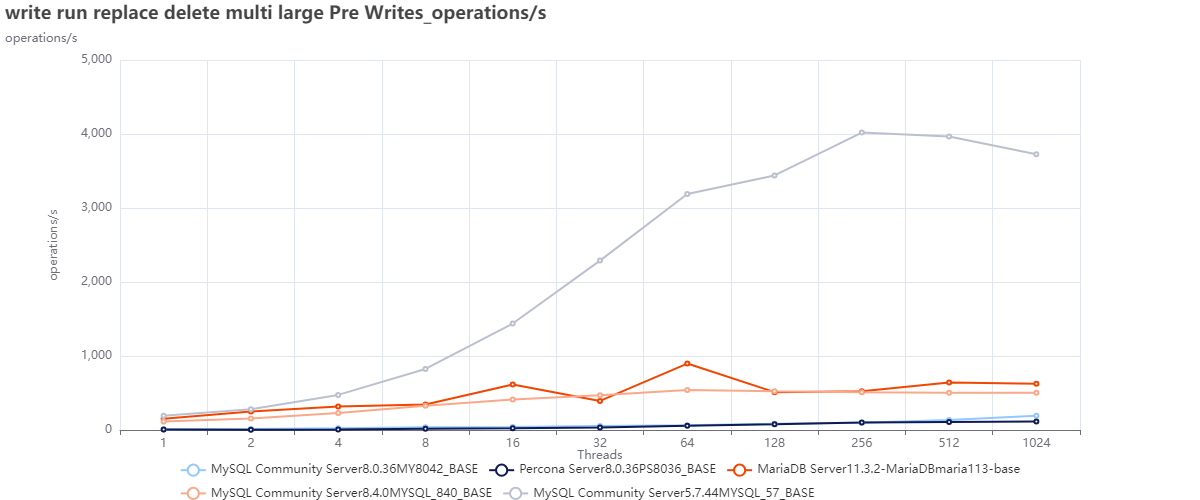 write run replace delete multi large Pre Writes_operations/s
operations/s
5,000
4,000
3,000
2,000
1,000
0
operations/s
1 2 4 8 16 32 64 128 256 512 1024
Threads
MySQL Community Server8.0.36MY8042_BASE Percona Server8.0.36PS8036_BASE MariaDB Server11.3.2-MariaDBmaria113-base
MySQL Community Server8.4.0MYSQL_840_BASE MySQL Community Server5.7.44MYSQL_57_BASE